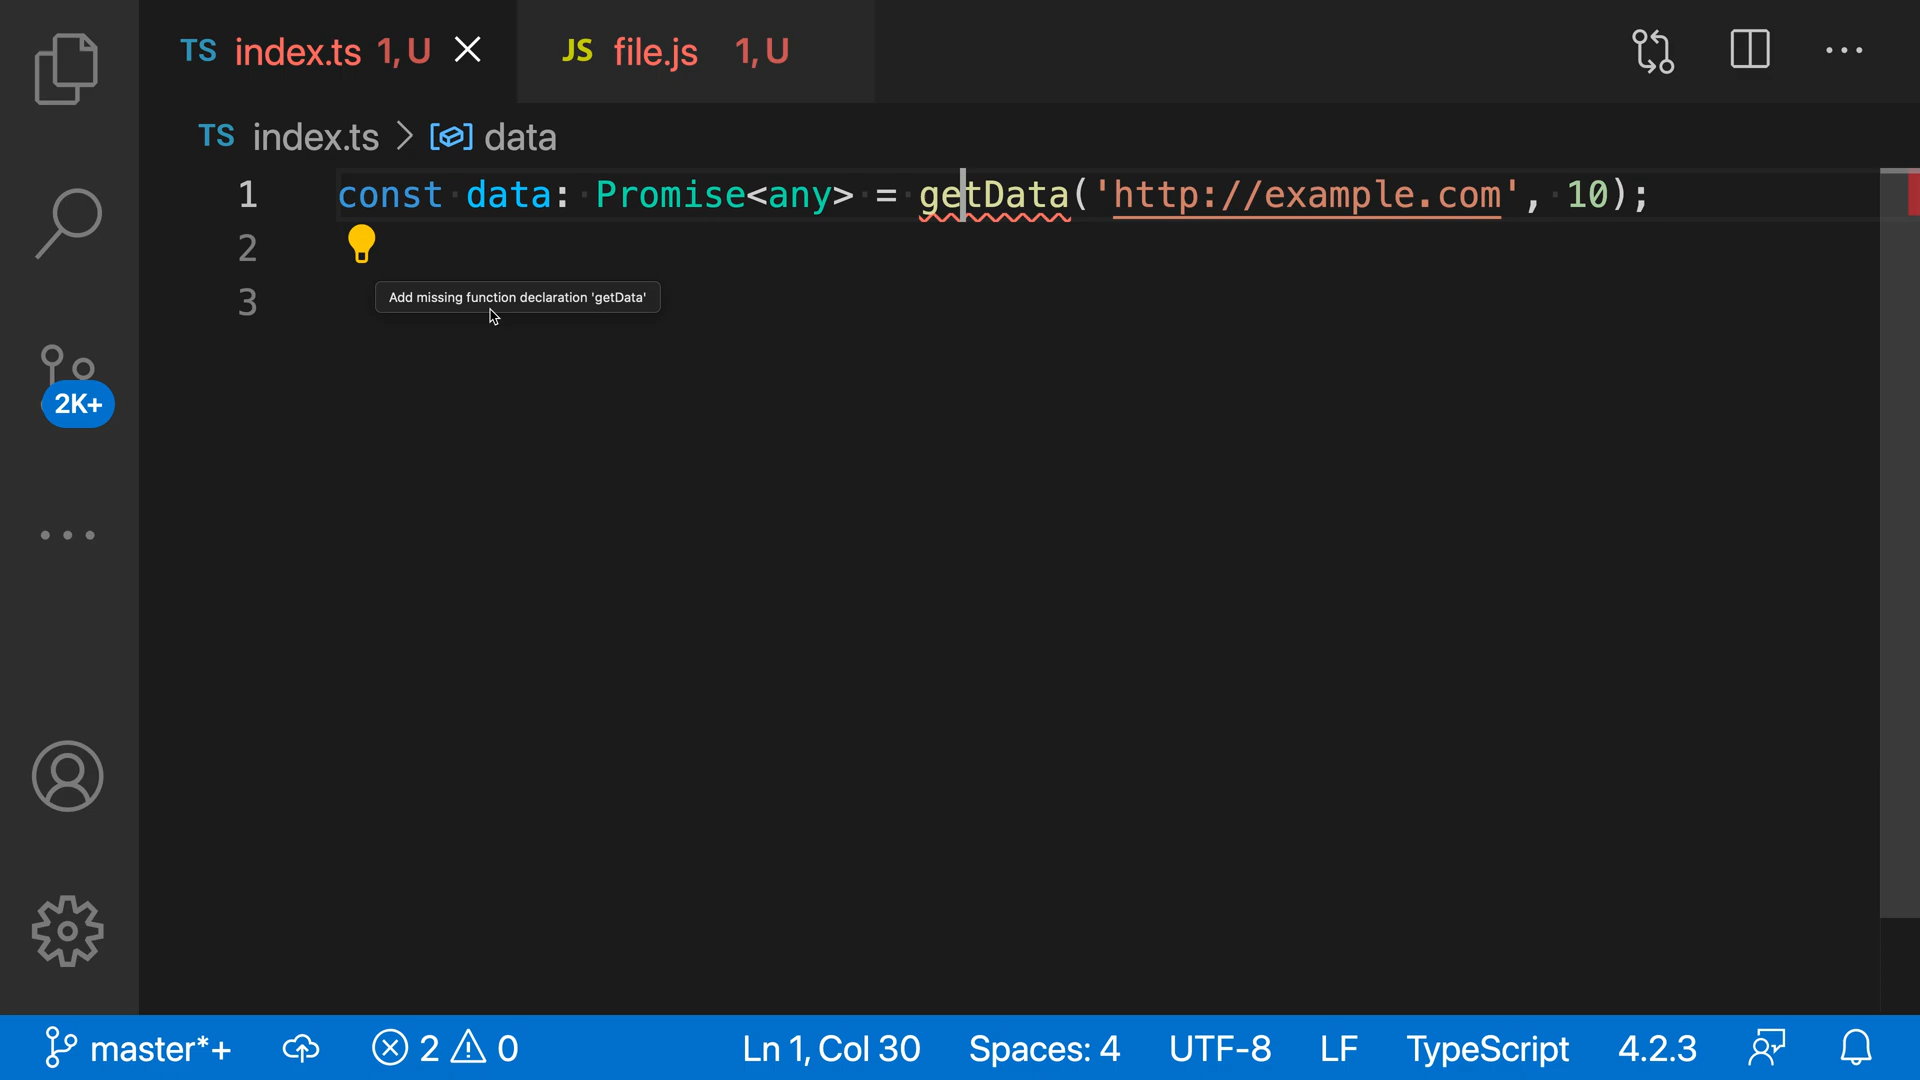 TS index.ts 1, U
JS file.js 1, U
TS index.ts > data
1 const data: Promise<any> = getData('http://example.com', 10);
2
3
Add missing function declaration 'getData'
2K+
master*+ 2 0 Ln 1, Col 30 Spaces: 4 UTF-8 LF TypeScript 4.2.3